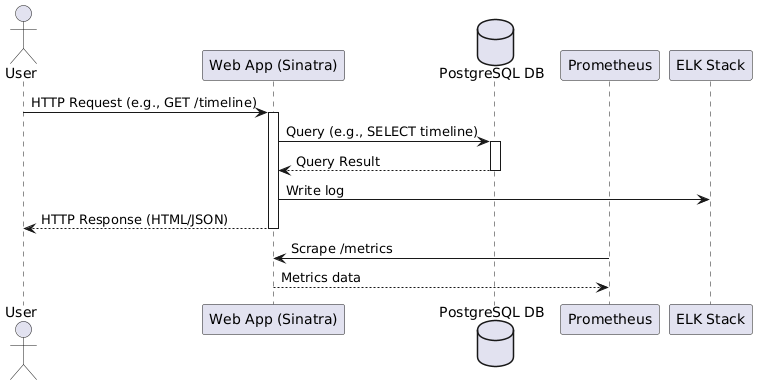 User
Web App (Sinatra)
PostgreSQL DB
Prometheus
ELK Stack
HTTP Request (e.g., GET /timeline)
Query (e.g., SELECT timeline)
Query Result
Write log
HTTP Response (HTML/JSON)
Scrape /metrics
Metrics data
User
Web App (Sinatra)
PostgreSQL DB
Prometheus
ELK Stack